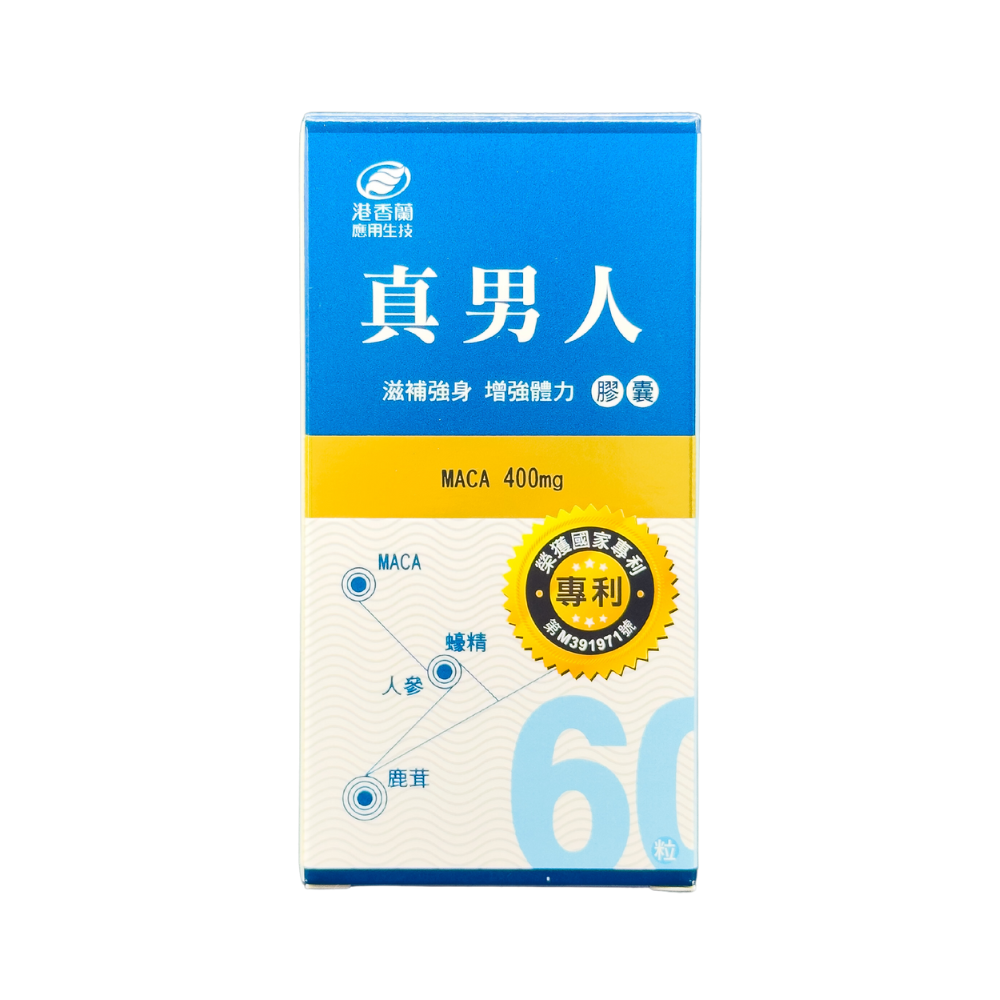 港香蘭
應用生技
真男人
滋補強身 增強體力 膠囊
MACA 400mg
榮獲國家專利
專利
第M391971號
MACA
蠔精
人參
鹿茸
60
粒